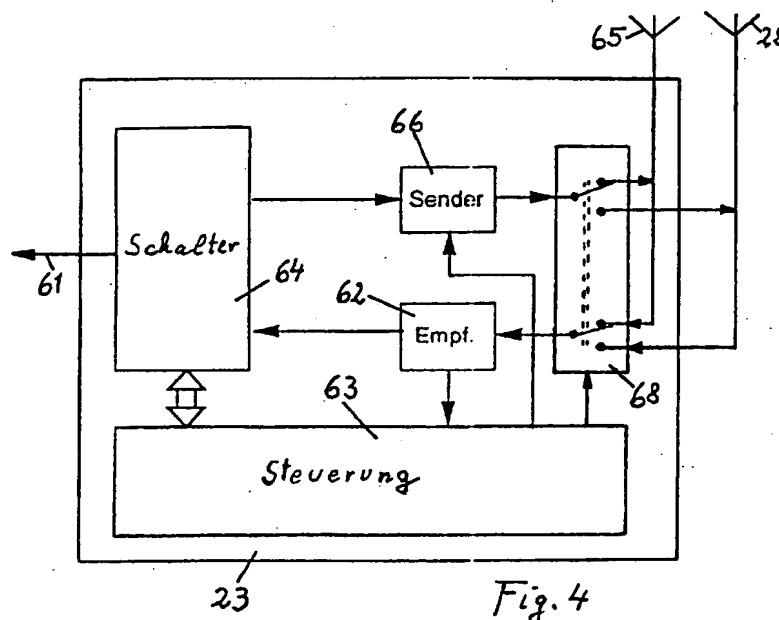 65
28
66
Sender
Schalter
61
64
62
Empf.
68
63
Steuerung
23
Fig. 4